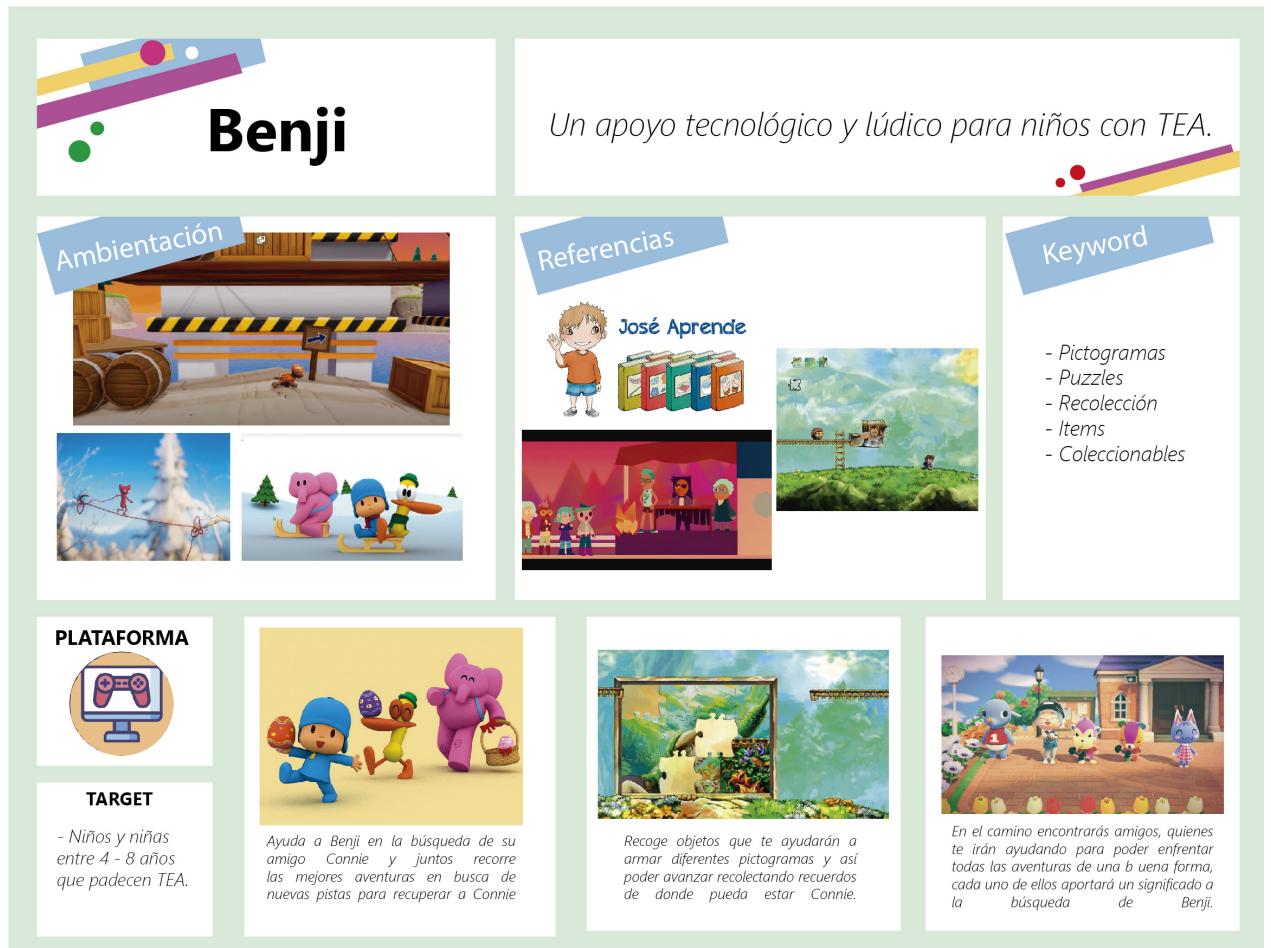 Benji
Un apoyo tecnológico y lúdico para niños con TEA.
Ambientación
Referencias
José Aprende
Keyword
- Pictogramas
- Puzzles
- Recolección
- Items
- Coleccionables
PLATAFORMA
TARGET
- Niños y niñas
entre 4 - 8 años
que padecen TEA.
Ayuda a Benji en la búsqueda de su
amigo Connie y juntos recorre
las mejores aventuras en busca de
nuevas pistas para recuperar a Connie
Recoge objetos que te ayudarán a
armar diferentes pictogramas y así
poder avanzar recolectando recuerdos
de donde pueda estar Connie.
1
En el camino encontrarás amigos, quienes
te irán ayudando para poder enfrentar
todas las aventuras de una b uena forma,
cada uno de ellos aportará un significado a
la búsqueda de Benji.